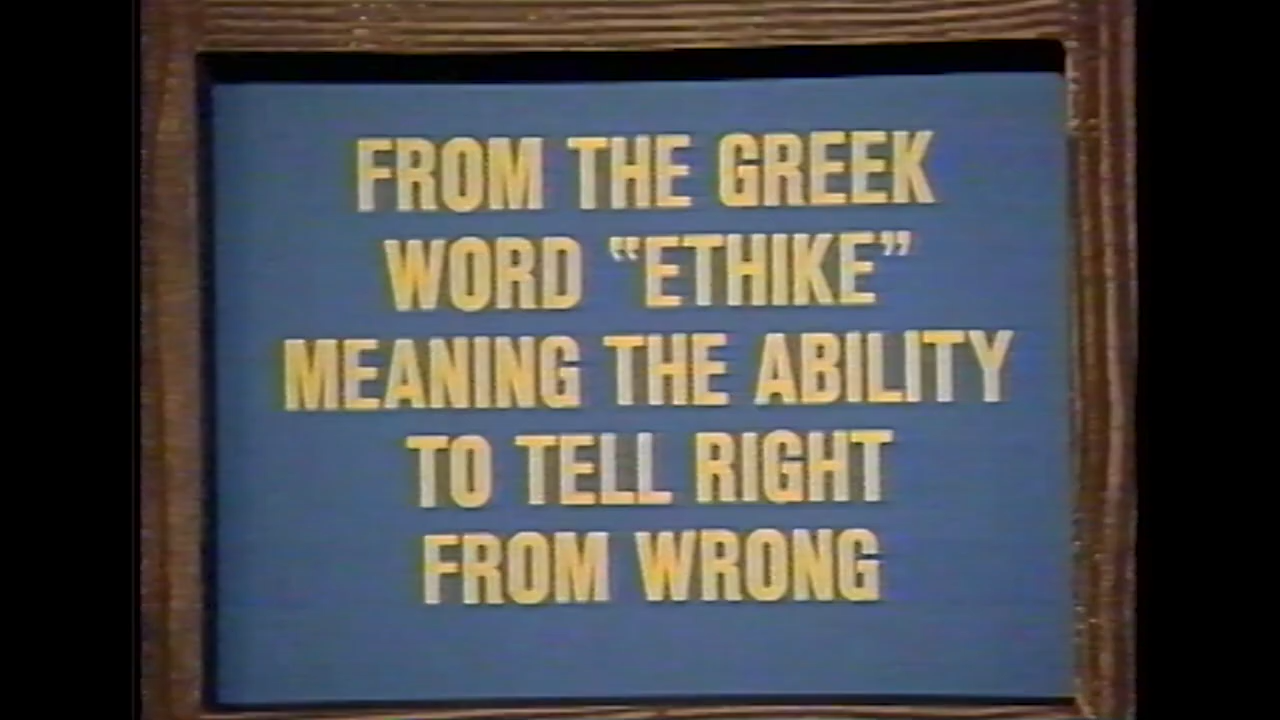 FROM THE GREEK
WORD “ETHIKE”
MEANING THE ABILITY
TO TELL RIGHT
FROM WRONG